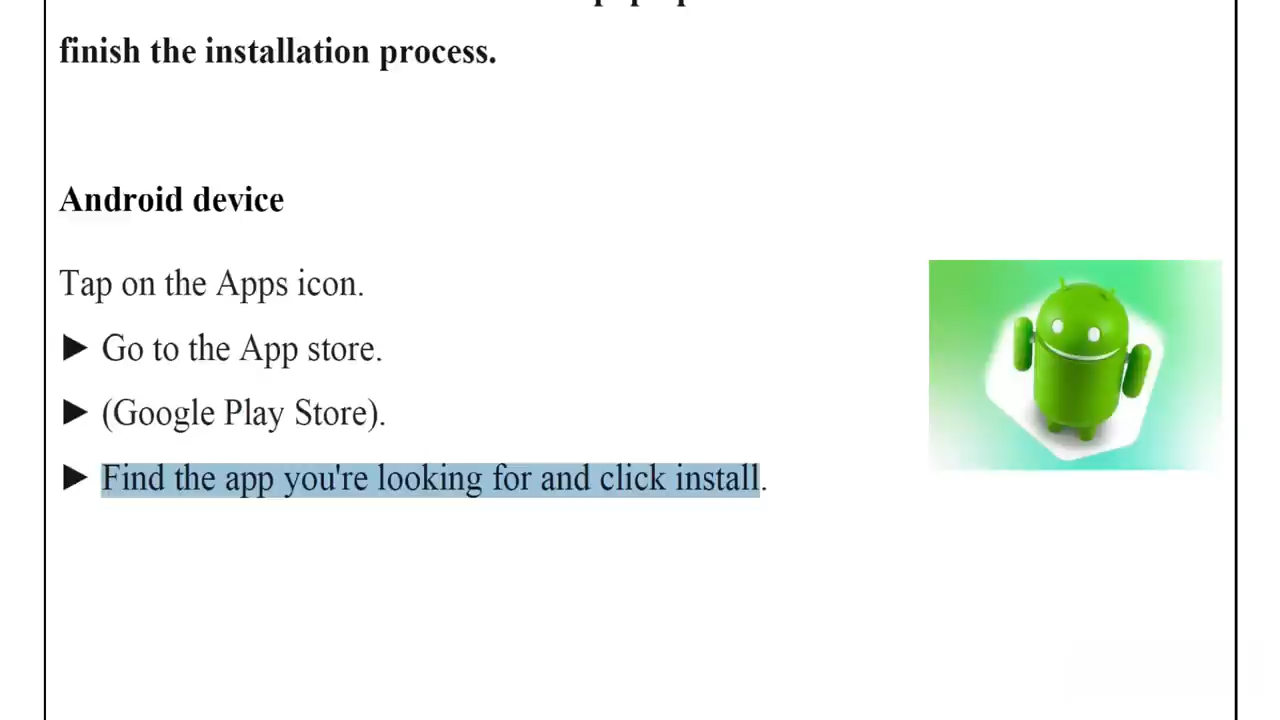 finish the installation process.
Android device
Tap on the Apps icon.
► Go to the App store.
► (Google Play Store).
► Find the app you're looking for and click install.